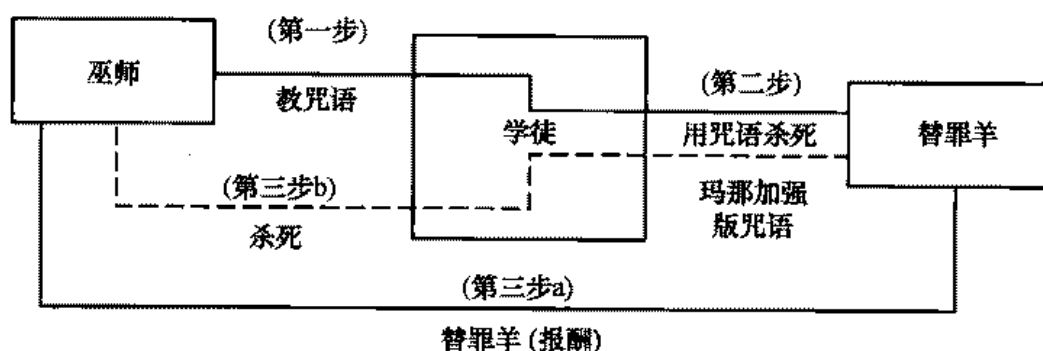 (第一步)
巫师
教咒语
(第二步)
学徒
用咒语杀死
替罪羊
(第三步b)
杀死
玛那加强
版咒语
(第三步a)
替罪羊 (报酬)